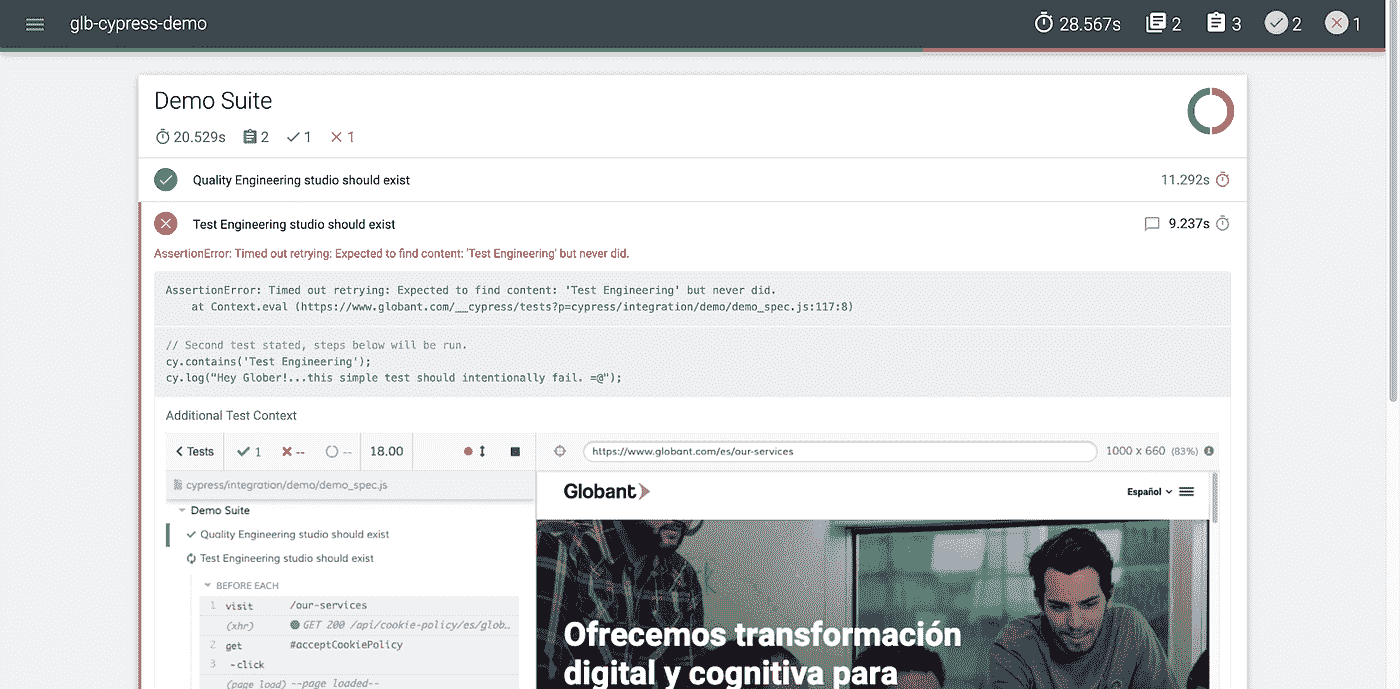 glb-cypress-demo 28.567s 2 3 2 1
Demo Suite
20.529s 2 1 1
Quality Engineering studio should exist 11.292s
Test Engineering studio should exist 9.237s
AssertionError: Timed out retrying: Expected to find content: 'Test Engineering' but never did.
AssertionError: Timed out retrying: Expected to find content: 'Test Engineering' but never did.
at Context.eval (https://www.globant.com/__cypress/tests?p=cypress/integration/demo/demo_spec.js:117:8)
// Second test stated, steps below will be run.
cy.contains('Test Engineering');
cy.log("Hey Glober!...this simple test should intentionally fail. =@");
Additional Test Context
Tests 1 -- -- 18.00 https://www.globant.com/es/our-services 1000 x 660 (83%)
cypress/integration/demo/demo_spec.js
Globant
Español
Demo Suite
Quality Engineering studio should exist
Test Engineering studio should exist
BEFORE EACH
1 visit /our-services
(xhr) GET 200 /api/cookie-policy/es/glob…
2 get #acceptCookiePolicy
3 -click
(page load) --page loaded--
Ofrecemos transformación
digital y cognitiva para